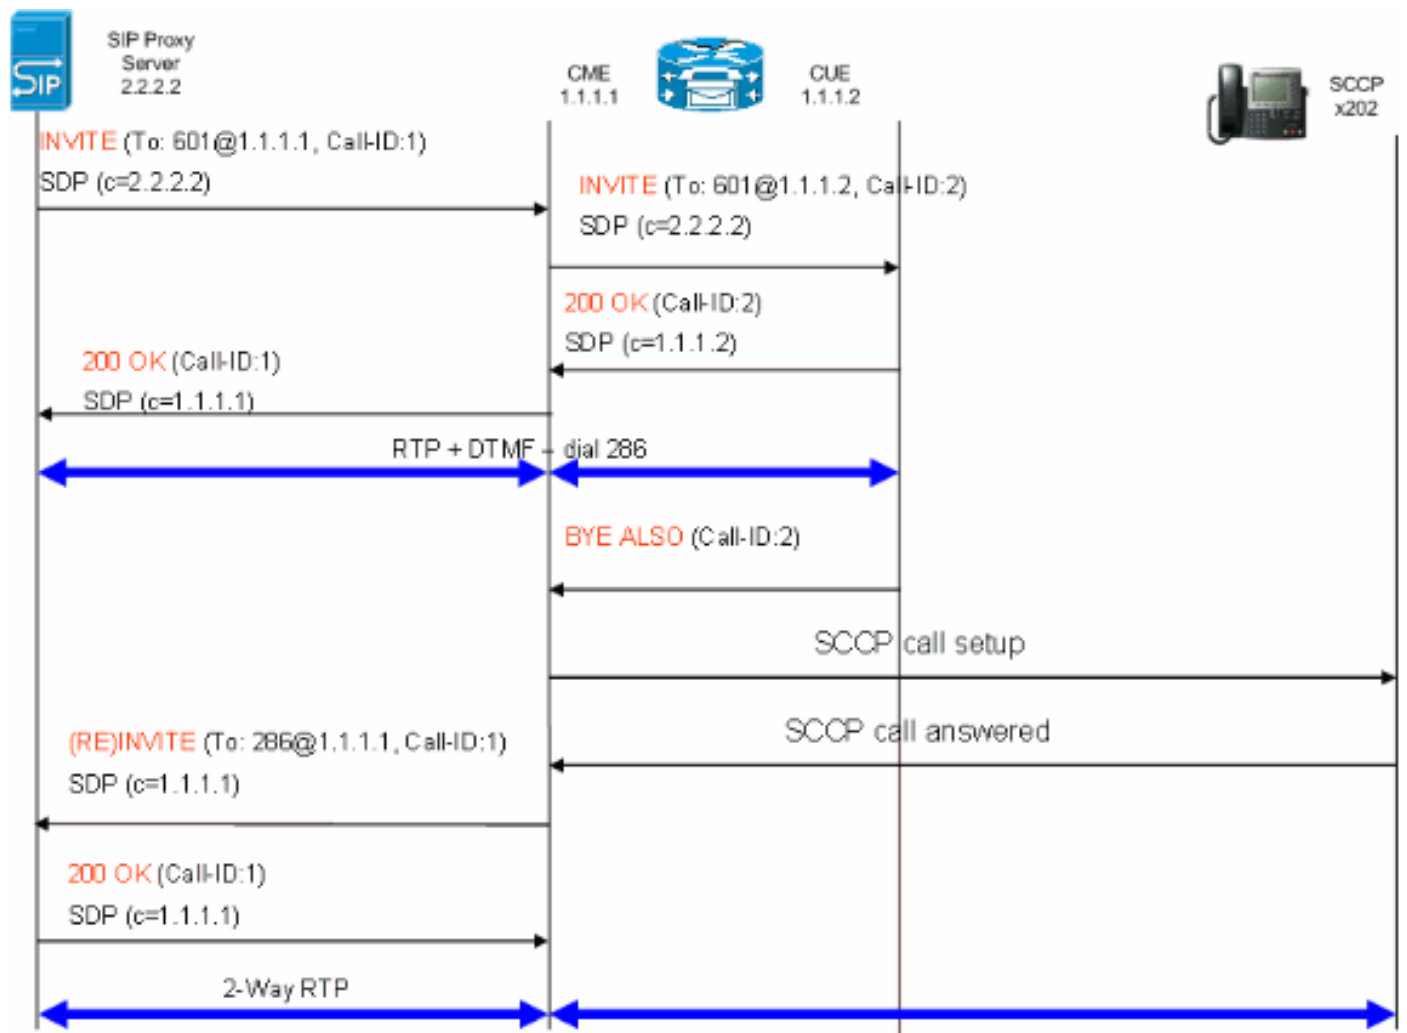 SIP Proxy
Server
2.2.2.2
SIP
CME
1.1.1.1
CUE
1.1.1.2
SCCP
x202
INVITE (To: 601@1.1.1.1, Call-ID:1)
SDP (c=2.2.2.2)
INVITE (To: 601@1.1.1.2, Call-ID:2)
SDP (c=2.2.2.2)
200 OK (Call-ID:2)
SDP (c=1.1.1.2)
200 OK (Call-ID:1)
SDP (c=1.1.1.1)
RTP + DTMF – dial 286
BYE ALSO (Call-ID:2)
SCCP call setup
SCCP call answered
(RE)INVITE (To: 286@1.1.1.1, Call-ID:1)
SDP (c=1.1.1.1)
200 OK (Call-ID:1)
SDP (c=1.1.1.1)
2-Way RTP